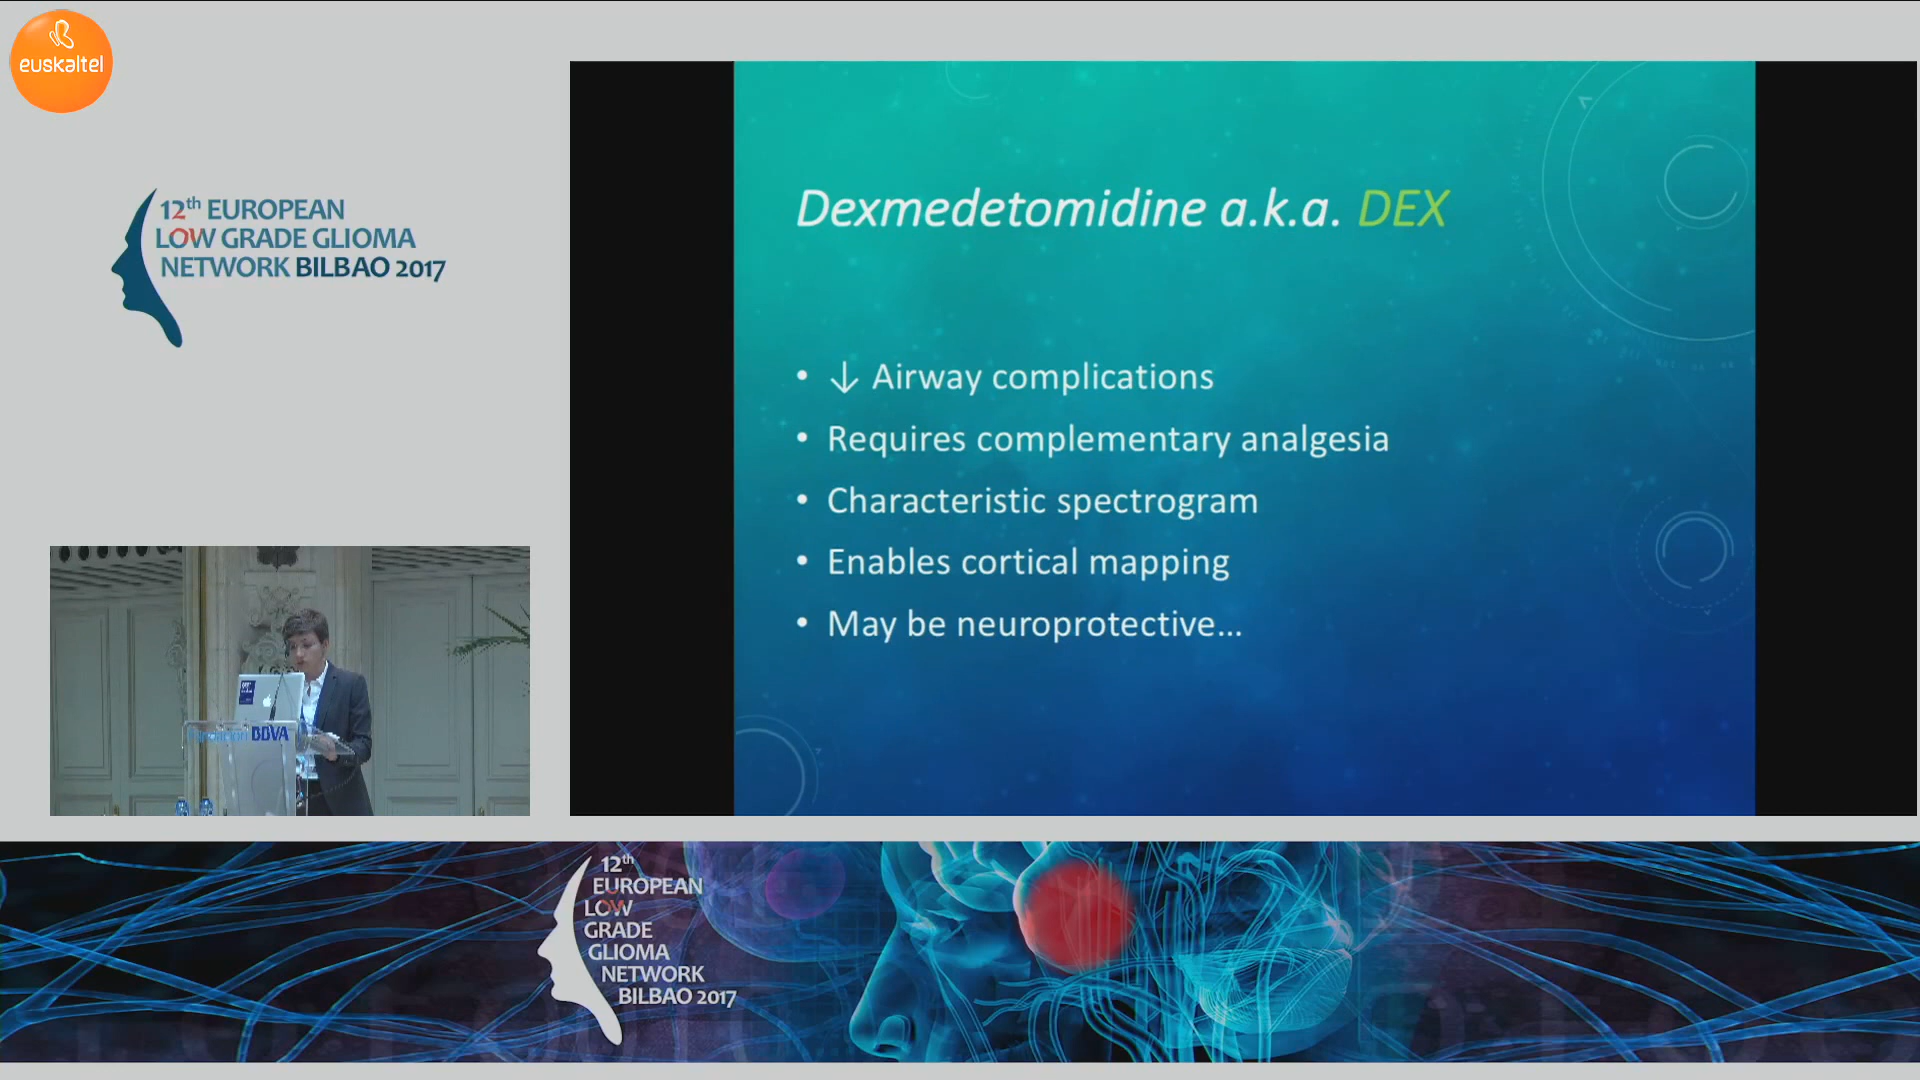 euskaltel
12th EUROPEAN
LOW GRADE GLIOMA
NETWORK BILBAO 2017
Dexmedetomidine a.k.a. DEX
• ↓ Airway complications
• Requires complementary analgesia
• Characteristic spectrogram
• Enables cortical mapping
• May be neuroprotective...
BBVA
12th
EUROPEAN
LOW
GRADE
GLIOMA
NETWORK
BILBAO 2017